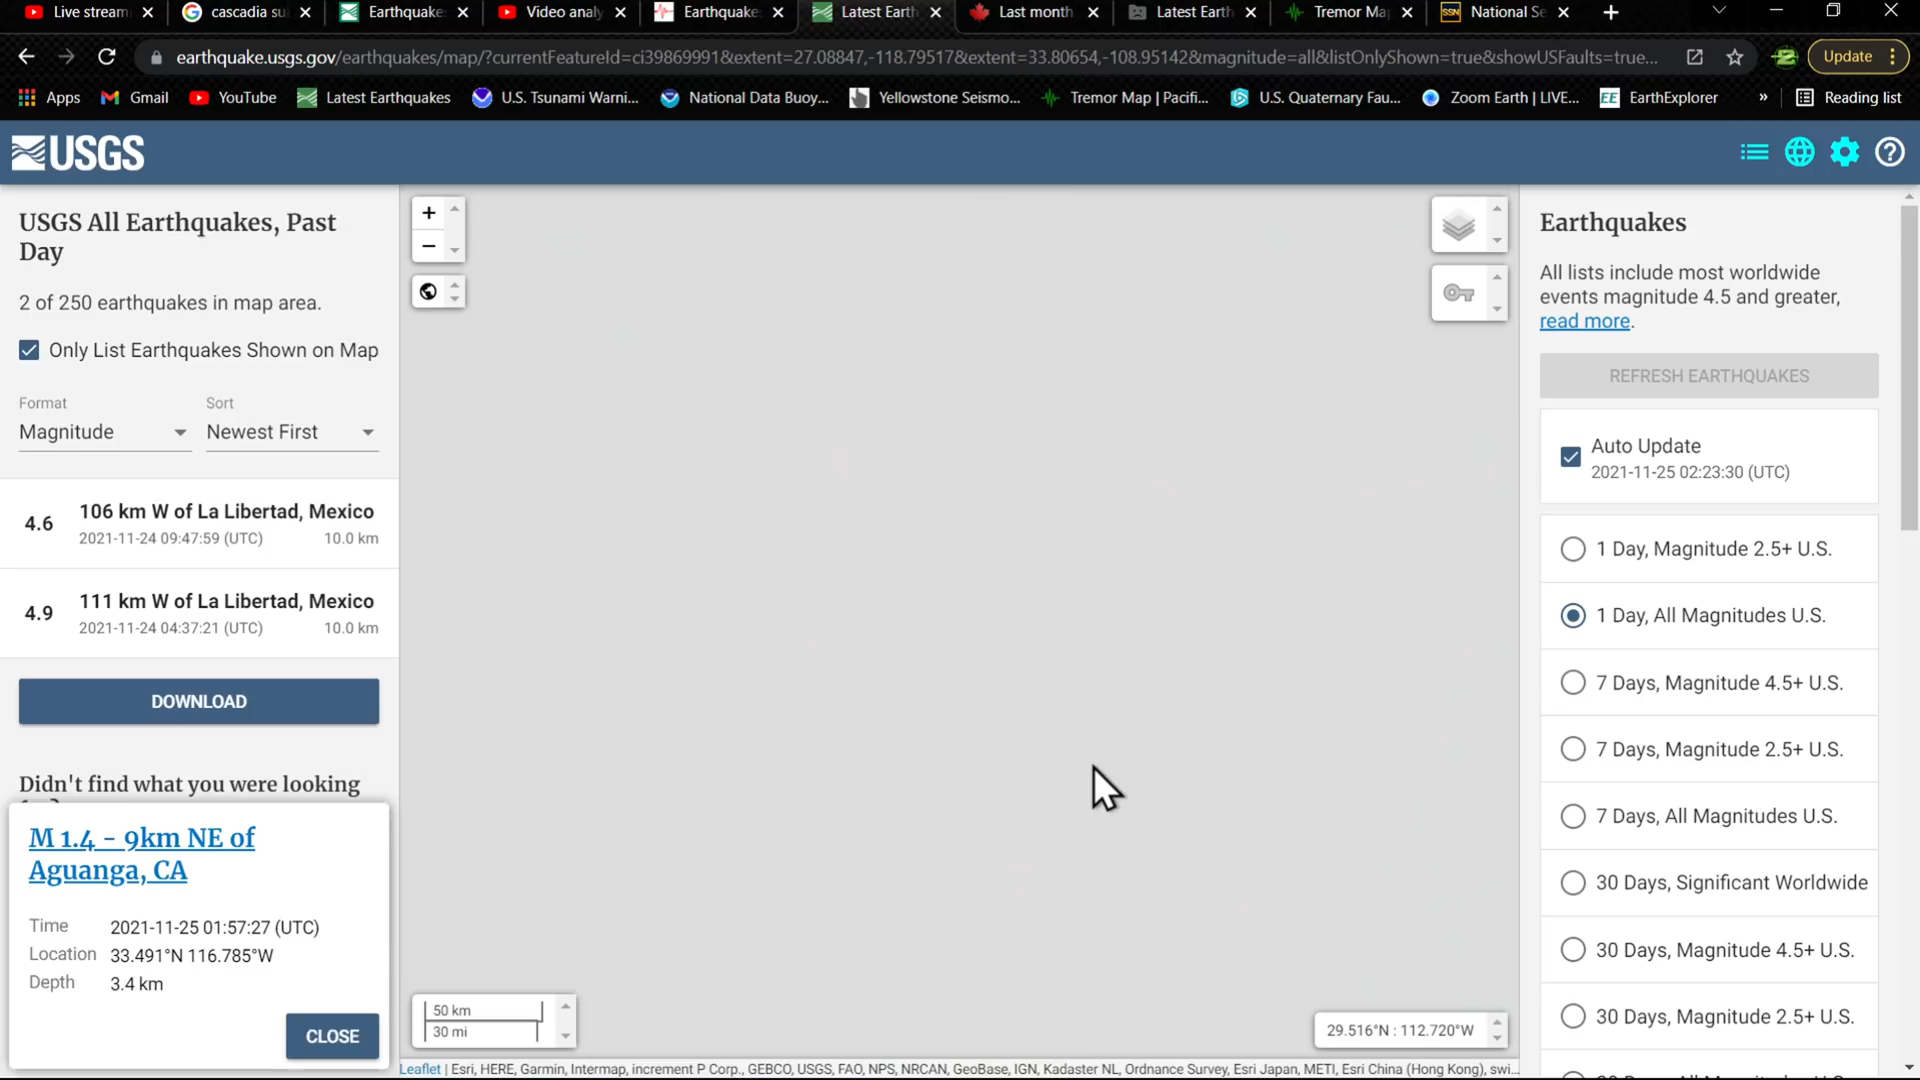 Live stream
cascadia su
Earthquake
Video analy
Earthquake
Latest Earth
Last month
Latest Earth
Tremor Ma
SSN
National Se
earthquake.usgs.gov/earthquakes/map/?currentFeatureId=ci39869991&extent=27.08847,-118.79517&extent=33.80654,-108.95142&magnitude=all&listOnlyShown=true&showUSFaults=true...
Update
Apps
Gmail
YouTube
Latest Earthquakes
U.S. Tsunami Warni...
National Data Buoy...
Yellowstone Seismo...
Tremor Map | Pacifi...
U.S. Quaternary Fau...
Zoom Earth | LIVE...
EE
EarthExplorer
»
Reading list
USGS
USGS All Earthquakes, Past
Day
2 of 250 earthquakes in map area.
Only List Earthquakes Shown on Map
Format
Sort
Magnitude
Newest First
4.6
106 km W of La Libertad, Mexico
2021-11-24 09:47:59 (UTC)
10.0 km
4.9
111 km W of La Libertad, Mexico
2021-11-24 04:37:21 (UTC)
10.0 km
DOWNLOAD
Didn't find what you were looking
M 1.4 - 9km NE of
Aguanga, CA
Time 2021-11-25 01:57:27 (UTC)
Location 33.491°N 116.785°W
Depth 3.4 km
CLOSE
+
−
50 km
30 mi
29.516°N : 112.720°W
Leaflet | Esri, HERE, Garmin, Intermap, increment P Corp., GEBCO, USGS, FAO, NPS, NRCAN, GeoBase, IGN, Kadaster NL, Ordnance Survey, Esri Japan, METI, Esri China (Hong Kong), swi...
Earthquakes
All lists include most worldwide
events magnitude 4.5 and greater,
read more.
REFRESH EARTHQUAKES
Auto Update
2021-11-25 02:23:30 (UTC)
1 Day, Magnitude 2.5+ U.S.
1 Day, All Magnitudes U.S.
7 Days, Magnitude 4.5+ U.S.
7 Days, Magnitude 2.5+ U.S.
7 Days, All Magnitudes U.S.
30 Days, Significant Worldwide
30 Days, Magnitude 4.5+ U.S.
30 Days, Magnitude 2.5+ U.S.